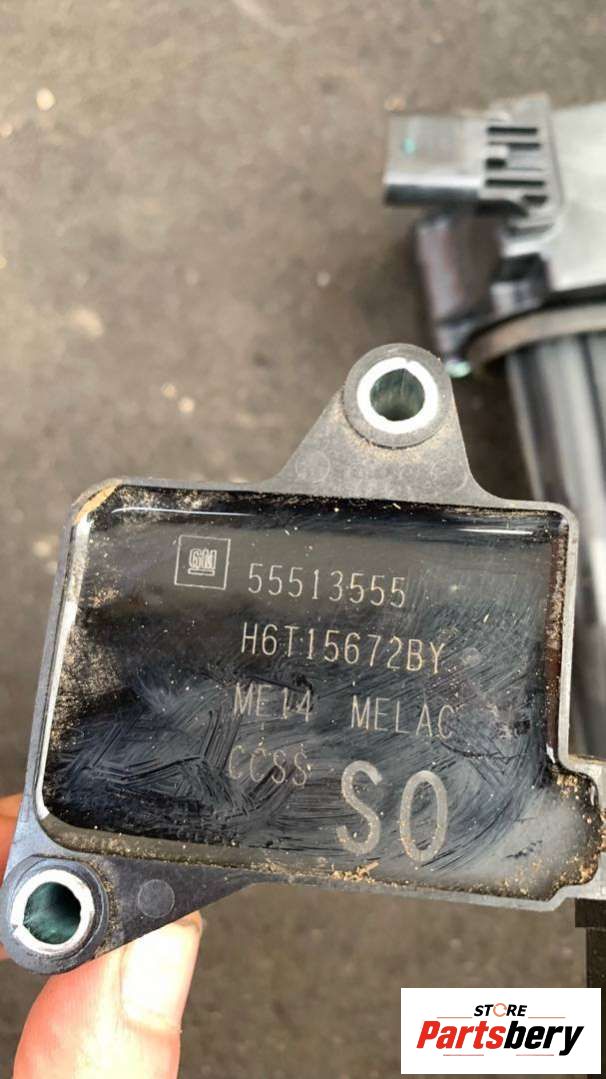 GM 55513555
H6T15672BY
ME14 MELAC
CCSS SO
STORE
Partsbery